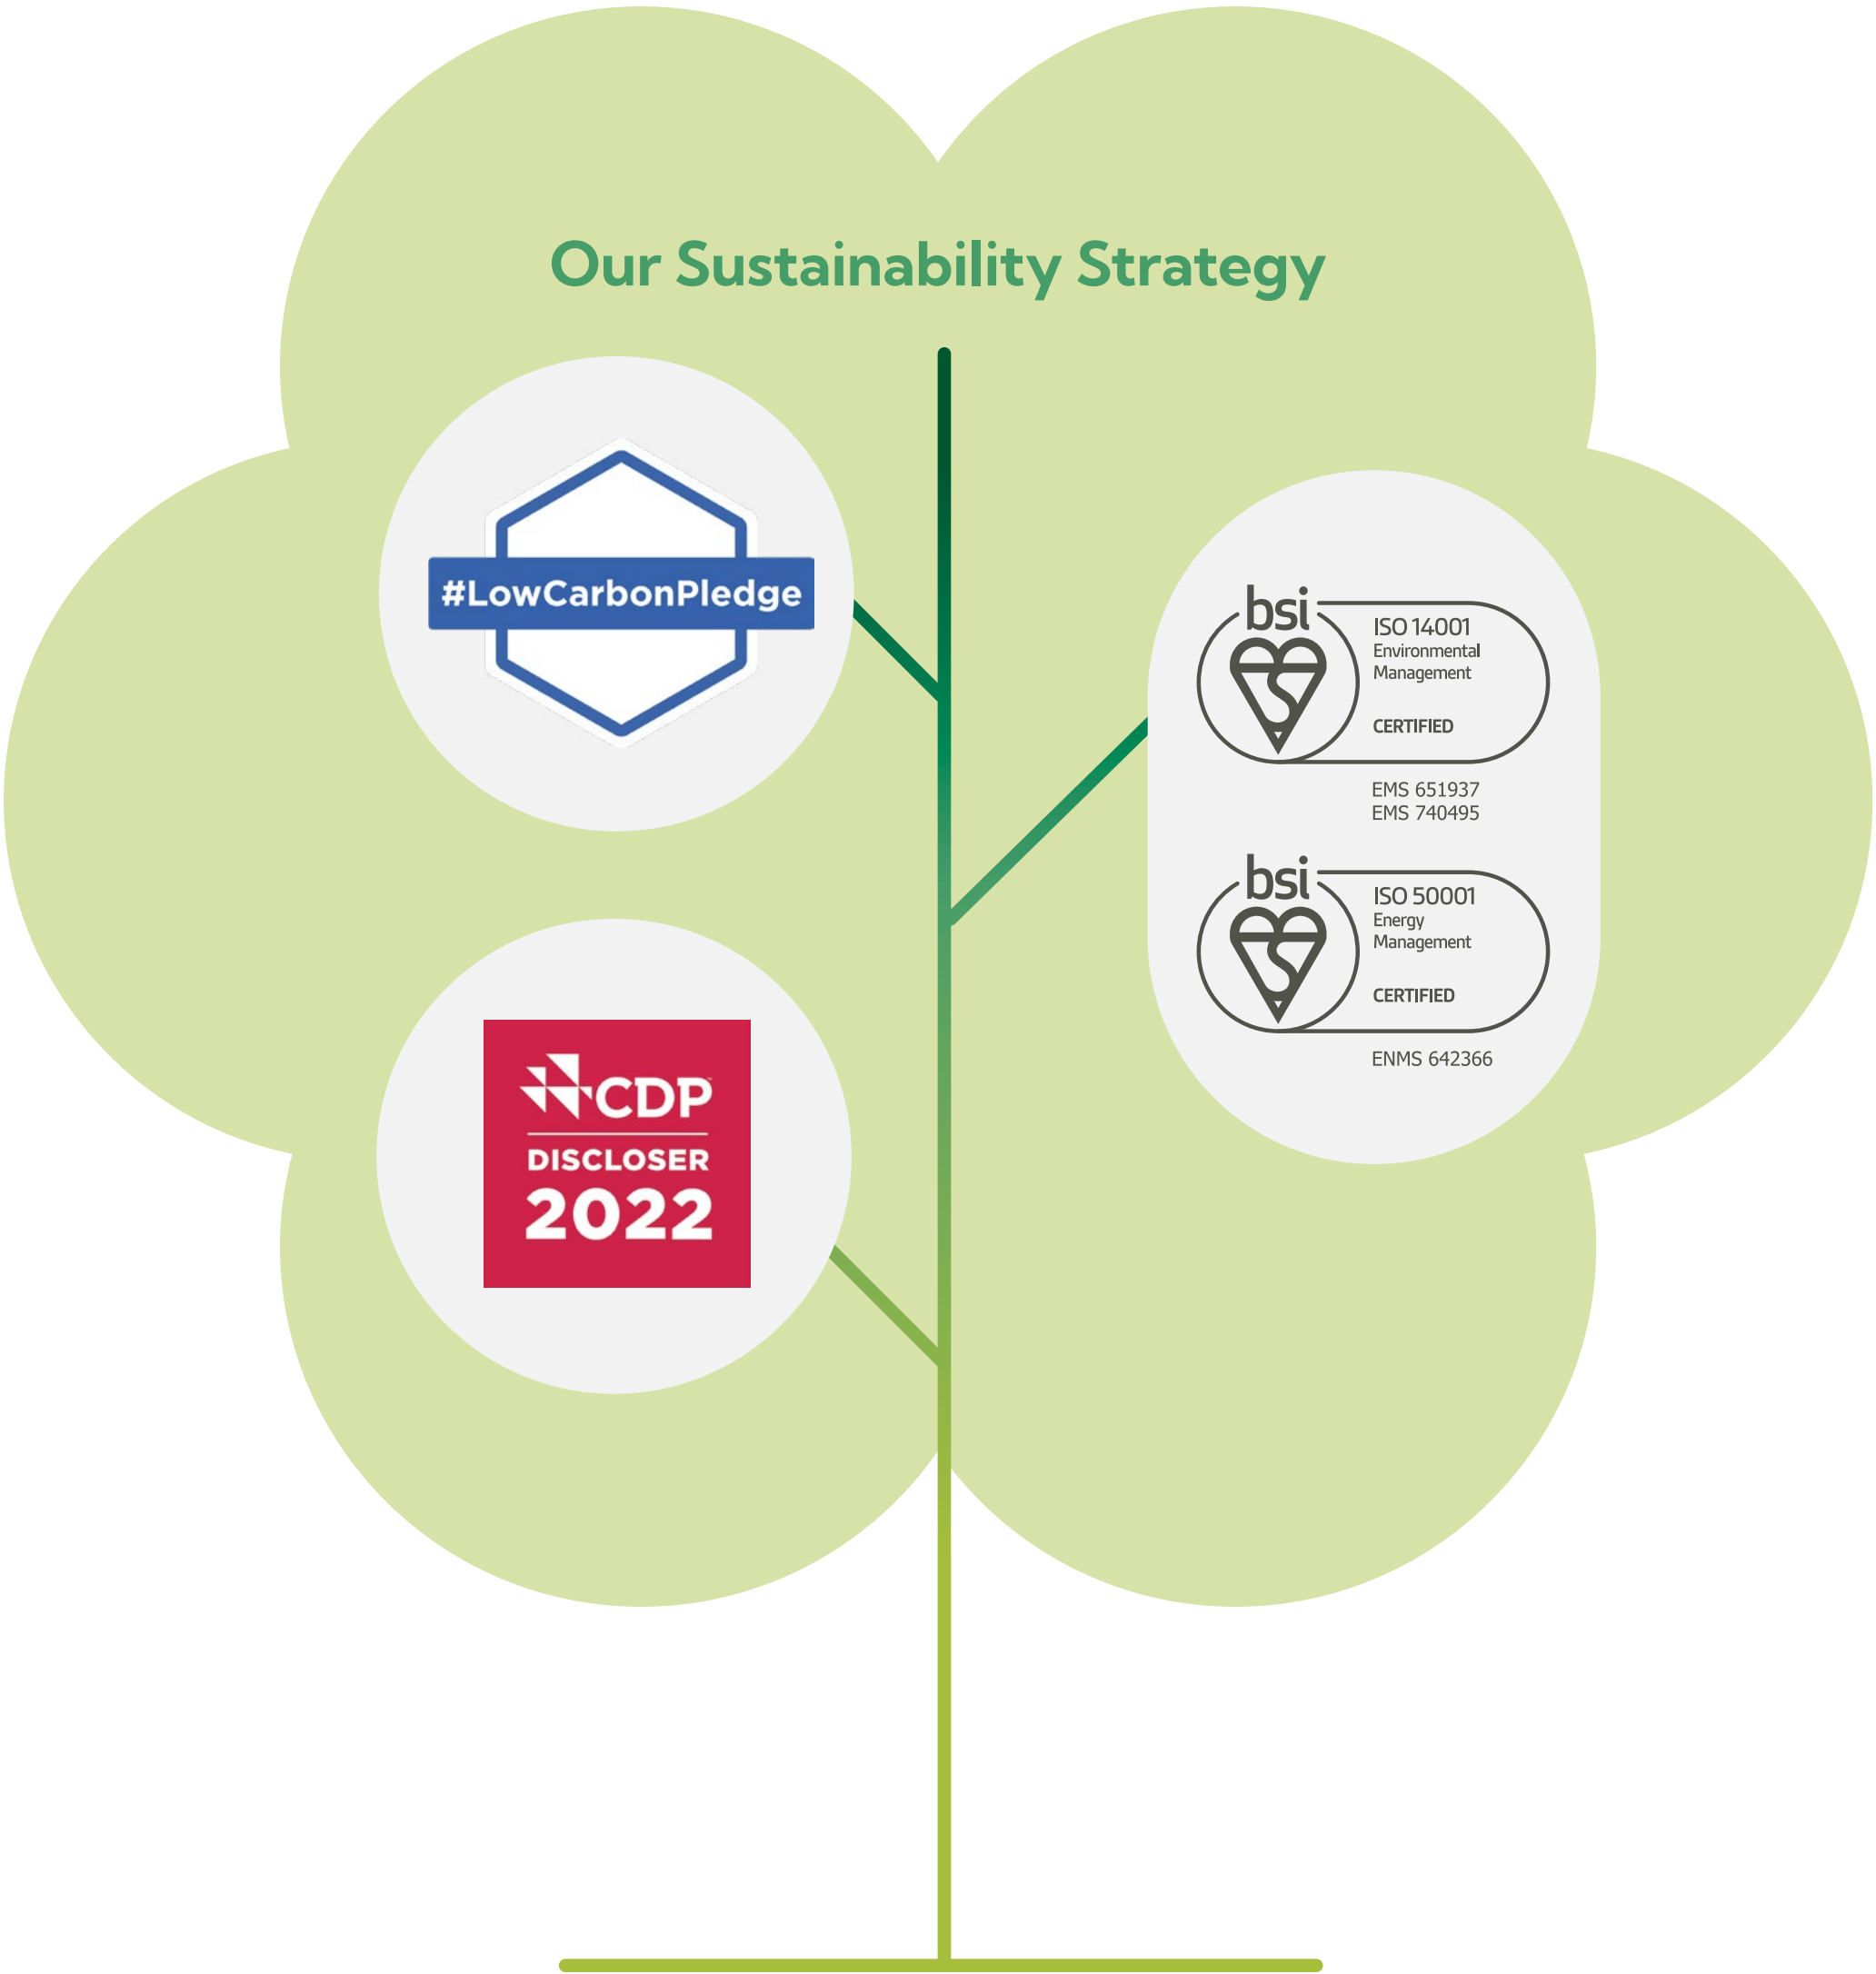 Our Sustainability Strategy
#LowCarbonPledge
bsi
ISO 14001
Environmental
Management
CERTIFIED
EMS 651937
EMS 740495
bsi
ISO 50001
Energy
Management
CERTIFIED
ENMS 642366
CDP
DISCLOSER
2022